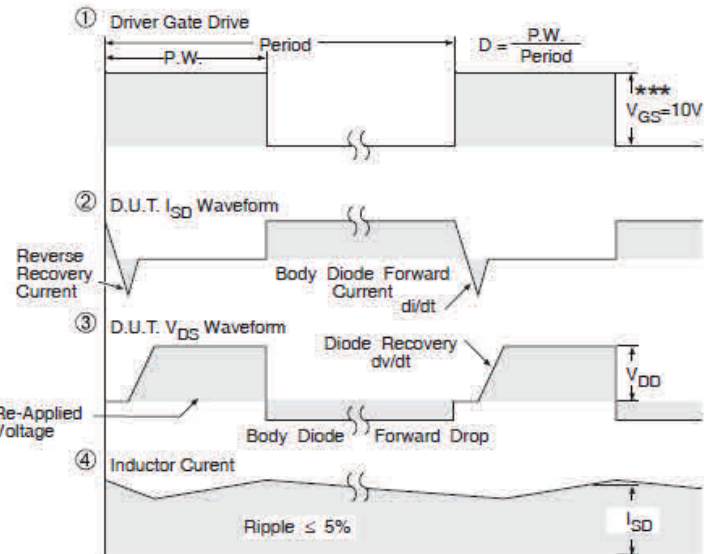 ① Driver Gate Drive
P.W.
Period
D = P.W.
Period
***
VGS=10V
② D.U.T. ISD Waveform
Reverse
Recovery
Current
Body Diode Forward
Current
di/dt
③ D.U.T. VDS Waveform
Diode Recovery
dv/dt
VDD
Re-Applied
Voltage
Body Diode Forward Drop
④ Inductor Curent
Ripple ≤ 5%
ISD